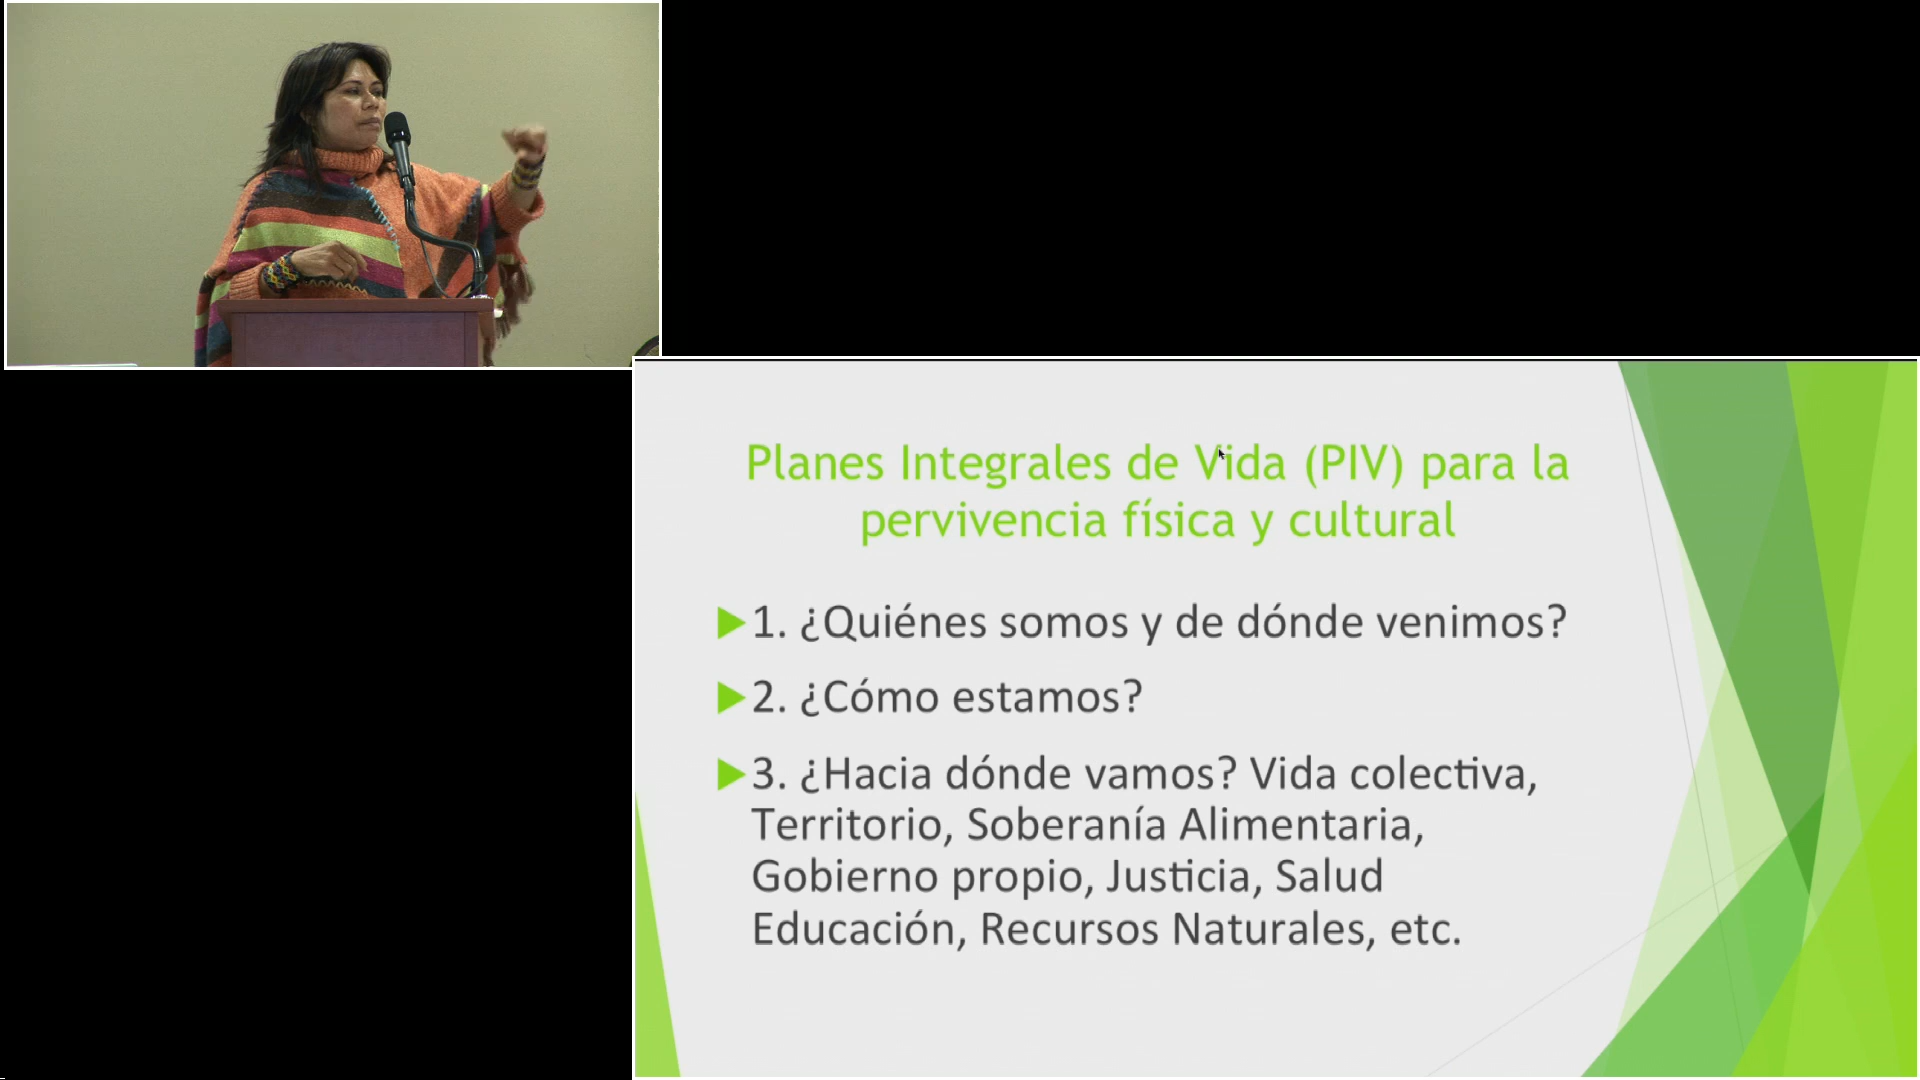 Planes Integrales de Vida (PIV) para la
pervivencia física y cultural
1. ¿Quiénes somos y de dónde venimos?
2. ¿Cómo estamos?
3. ¿Hacia dónde vamos? Vida colectiva,
Territorio, Soberanía Alimentaria,
Gobierno propio, Justicia, Salud
Educación, Recursos Naturales, etc.